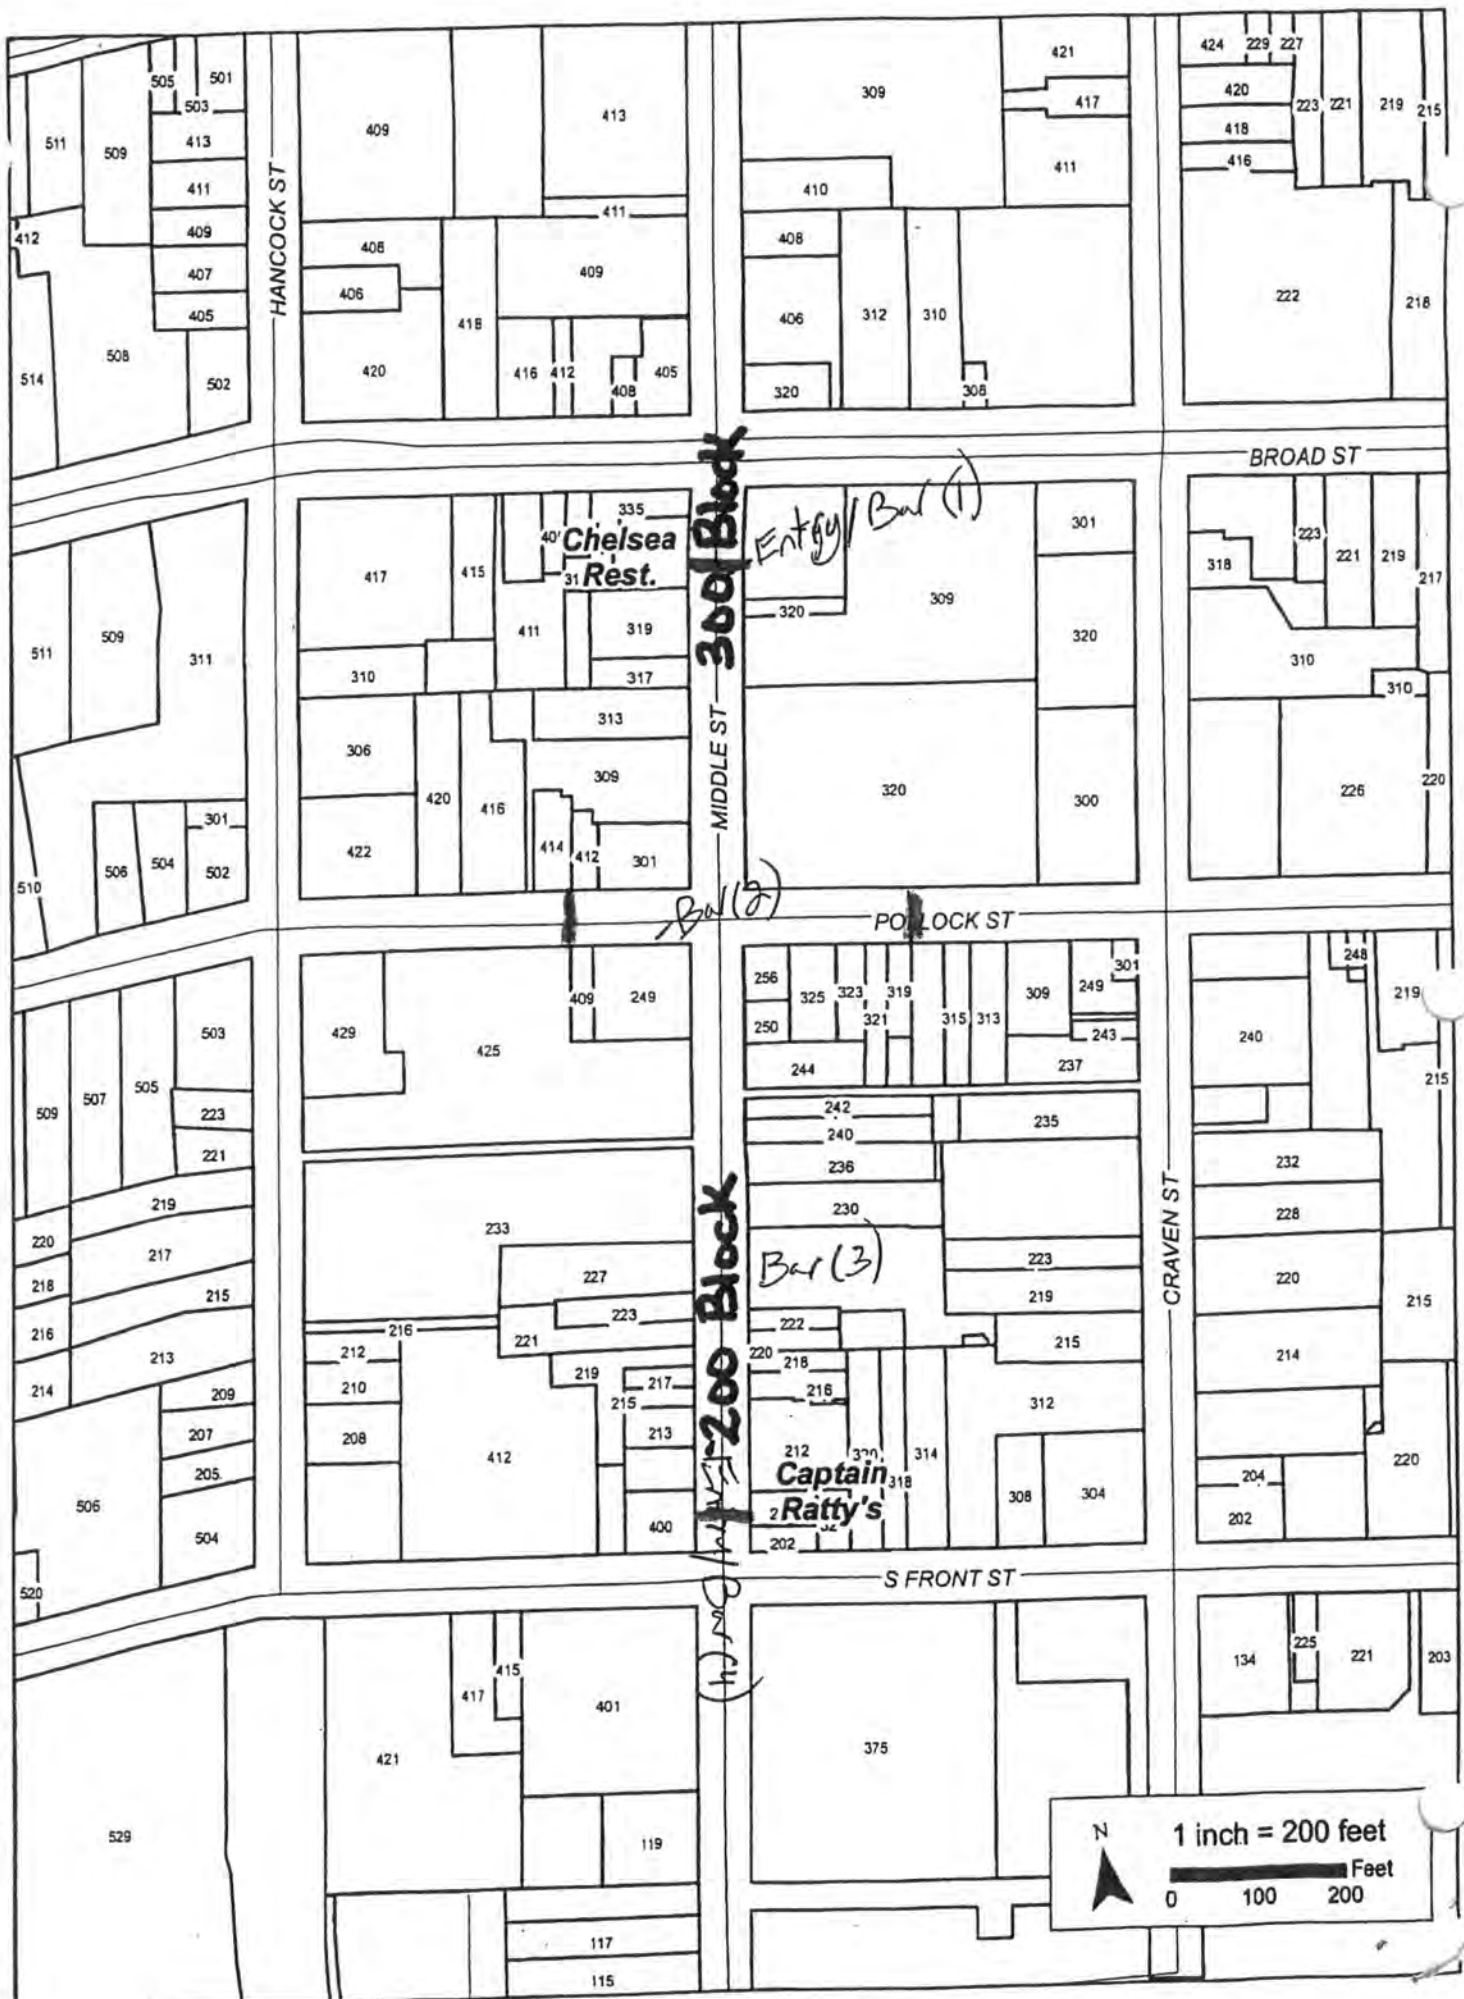 505 501
503
511 509 413
411
412 409
407
405
508
514 502
HANCOCK ST
409 413
411
408 409
406
418
420 416 412 408 405
309 421
417
411
410
408
406 312 310
320 308
424 229 227
420 223 221 219 215
418
416
222 218
BROAD ST
300 Block
MIDDLE ST
335
Chelsea
Rest.
417 415
411 319
317
310 313
306 309
420 416
422 414 412 301
511 509 311
301
506 504 502
510
Bar (1)
301
320 309
320
320 300
318 223 221 219 217
310
310
226 220
Bar (2)
POLLOCK ST
503
509 507 505
223
221
219
220 217
218 215
216
213
214 209
207
205
506 504
520
429 425 409 249
233
227
223
216 221
212 219 217
210 215
208 213
412 400
256 325 323 319
250 321 315 313 309 249 301
243
244 237
242 235
240
236
230
Bar (3)
223
219
222
220 215
218
216 312
212 320 318 314
Captain
Ratty's
308 304
202
200 Block
CRAVEN ST
248
219
240
215
232
228
220
215
214
204 220
202
S FRONT ST
415
417 401
421
529 119
117
115
375
134 225 221 203
N
1 inch = 200 feet
Feet
0 100 200